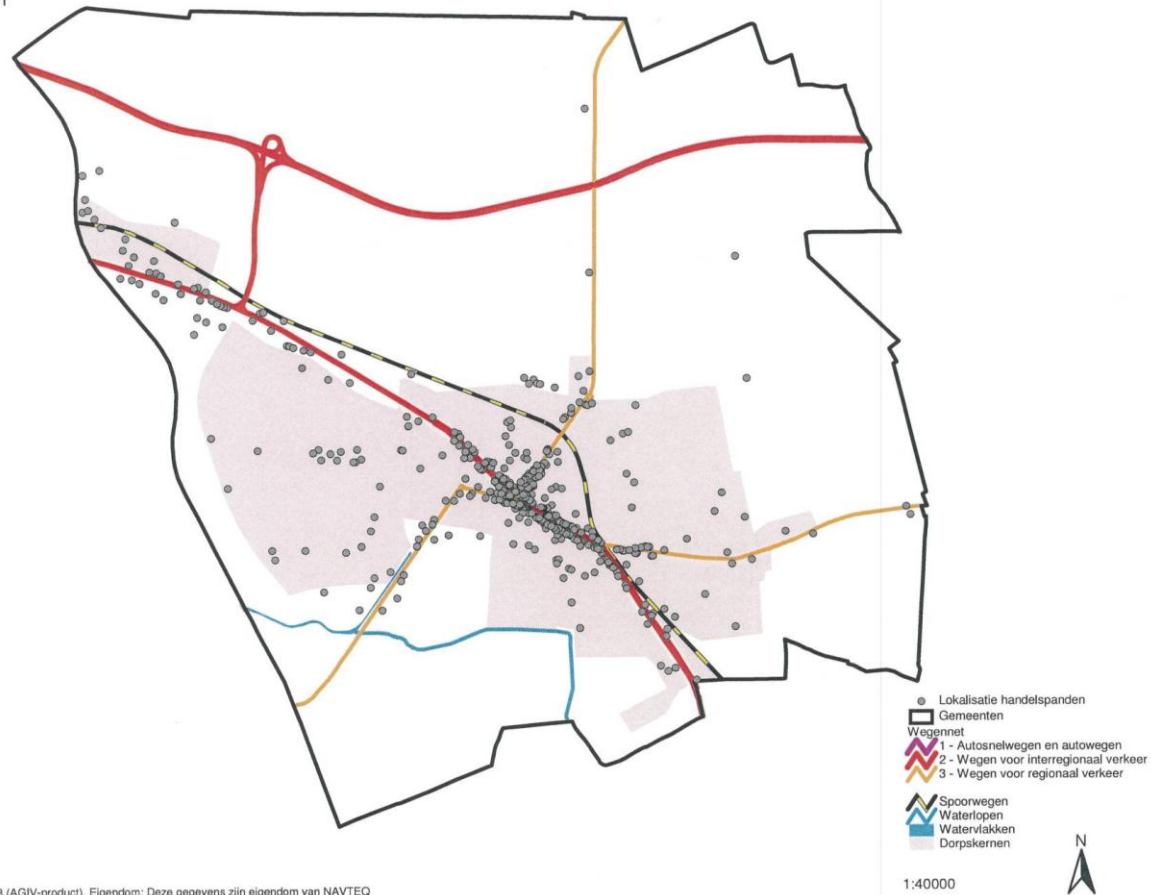 Lokalisatie handelspanden
Gemeenten
Wegennet
1 - Autosnelwegen en autowegen
2 - Wegen voor interregionaal verkeer
3 - Wegen voor regionaal verkeer
Spoorwegen
Waterlopen
Watervlakken
Dorpskernen
N
1:40000
(AGIV-product), Eigendom: Deze gegevens zijn eigendom van NAVTEQ